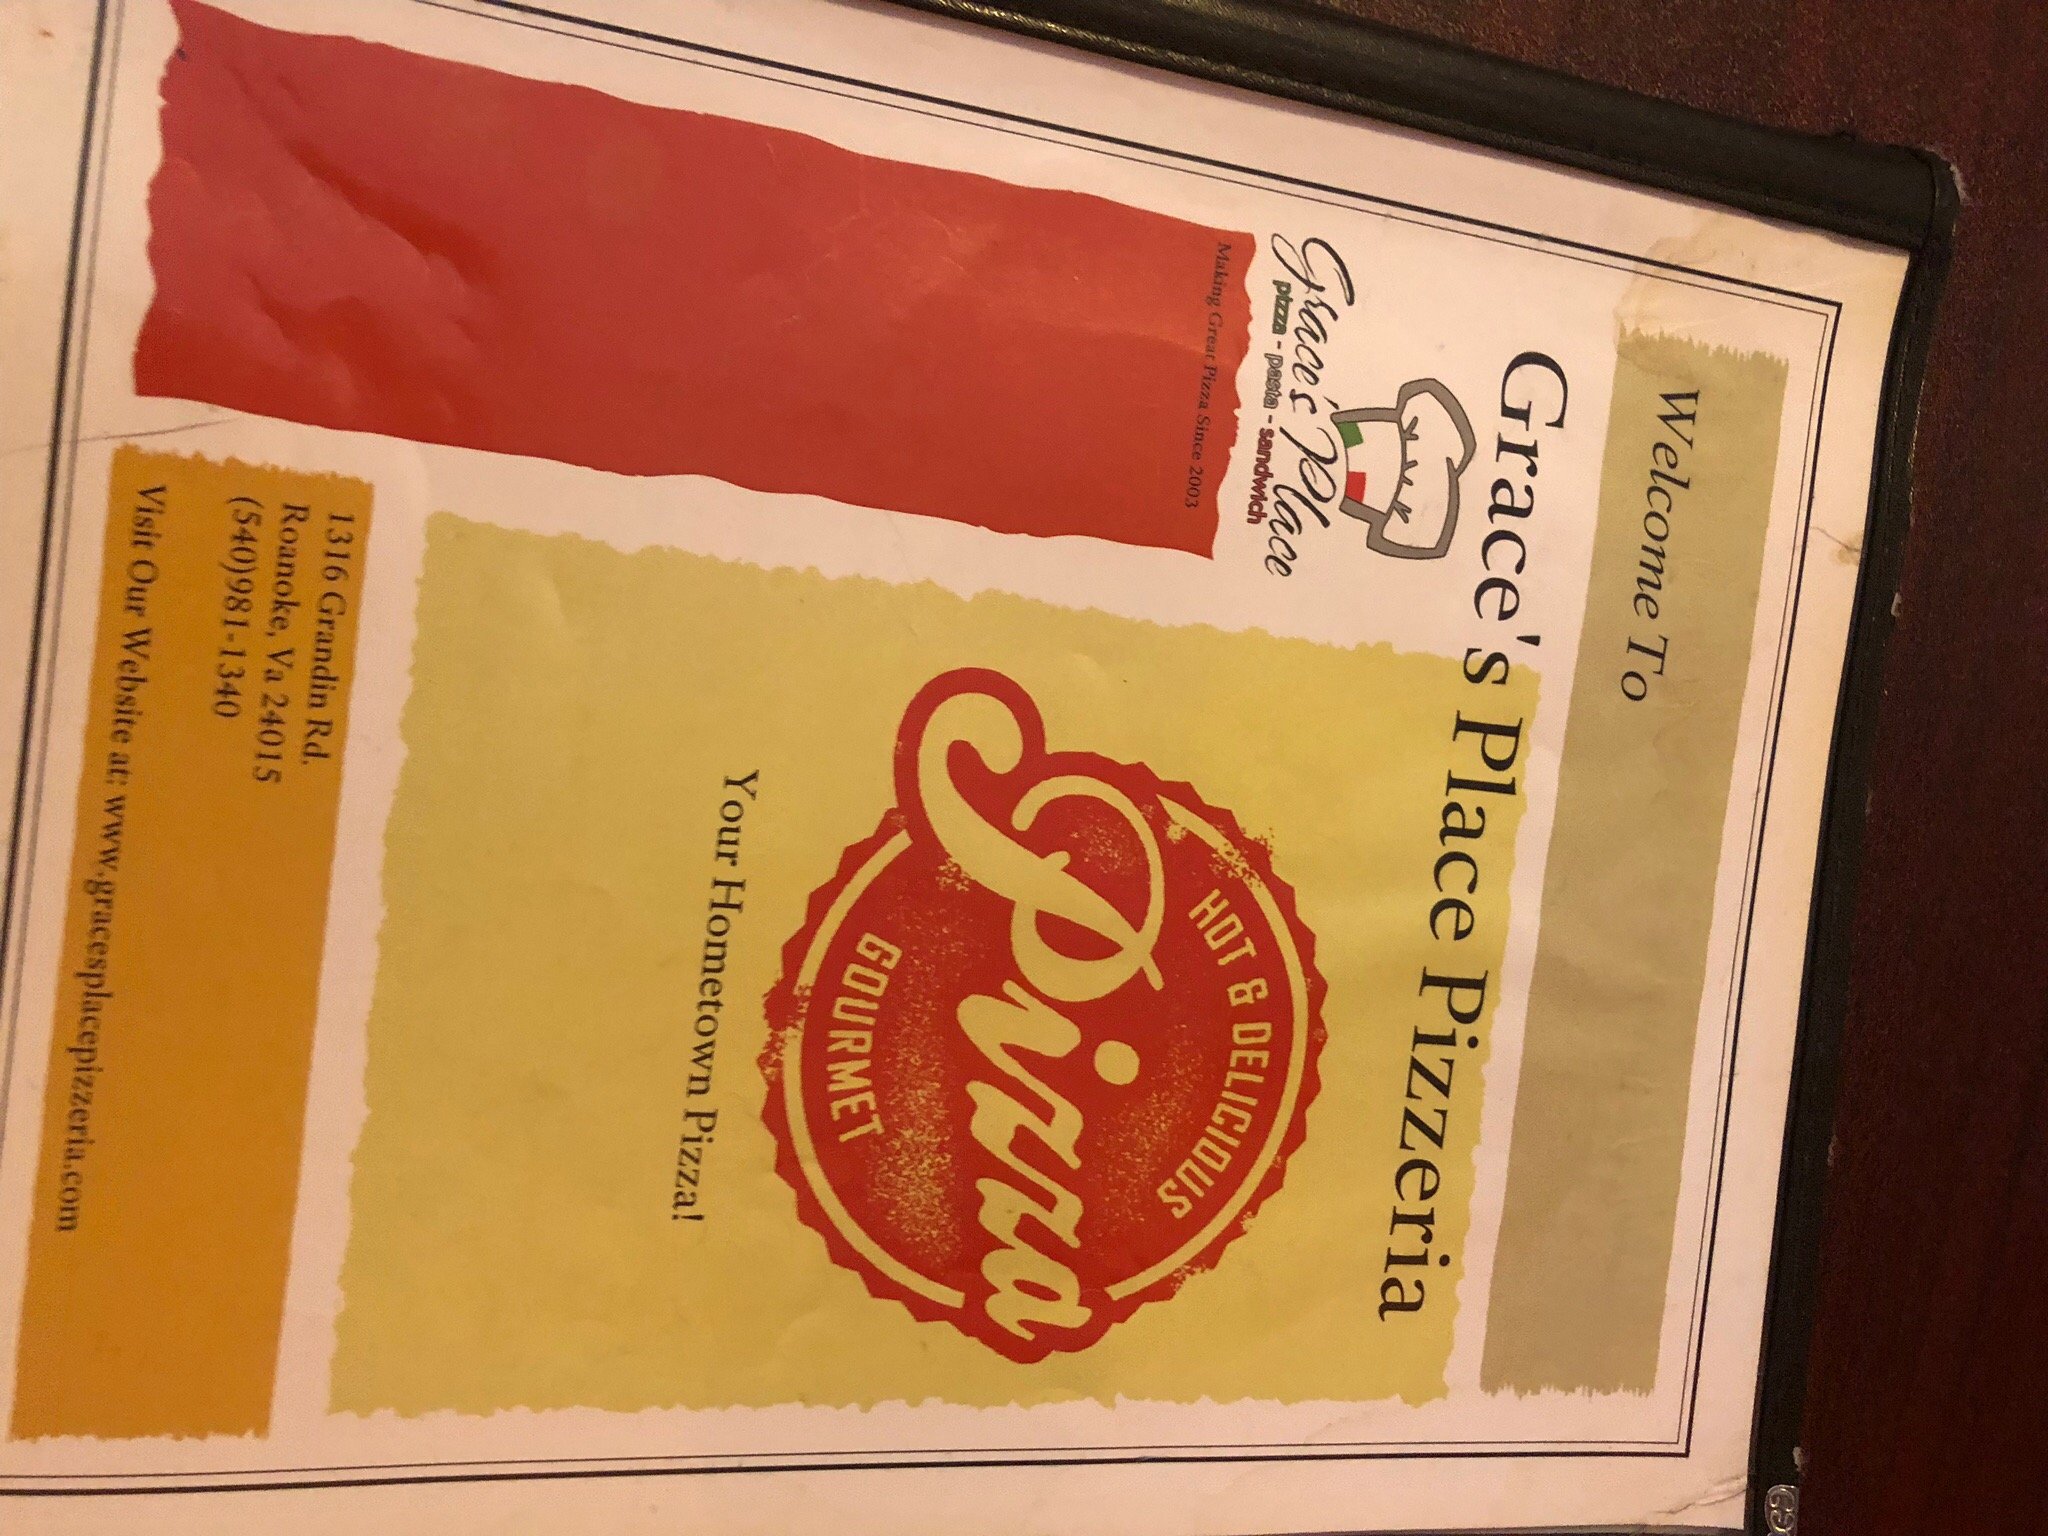 Welcome To
Grace's Place Pizzeria
Grace's Place
pizza - pasta - sandwich
Making Great Pizza Since 2003
HOT & DELICIOUS
Pizza
GOURMET
Your Hometown Pizza!
1316 Grandin Rd.
Roanoke, Va 24015
(540)981-1340
Visit Our Website at: www.gracesplacepizzeria.com